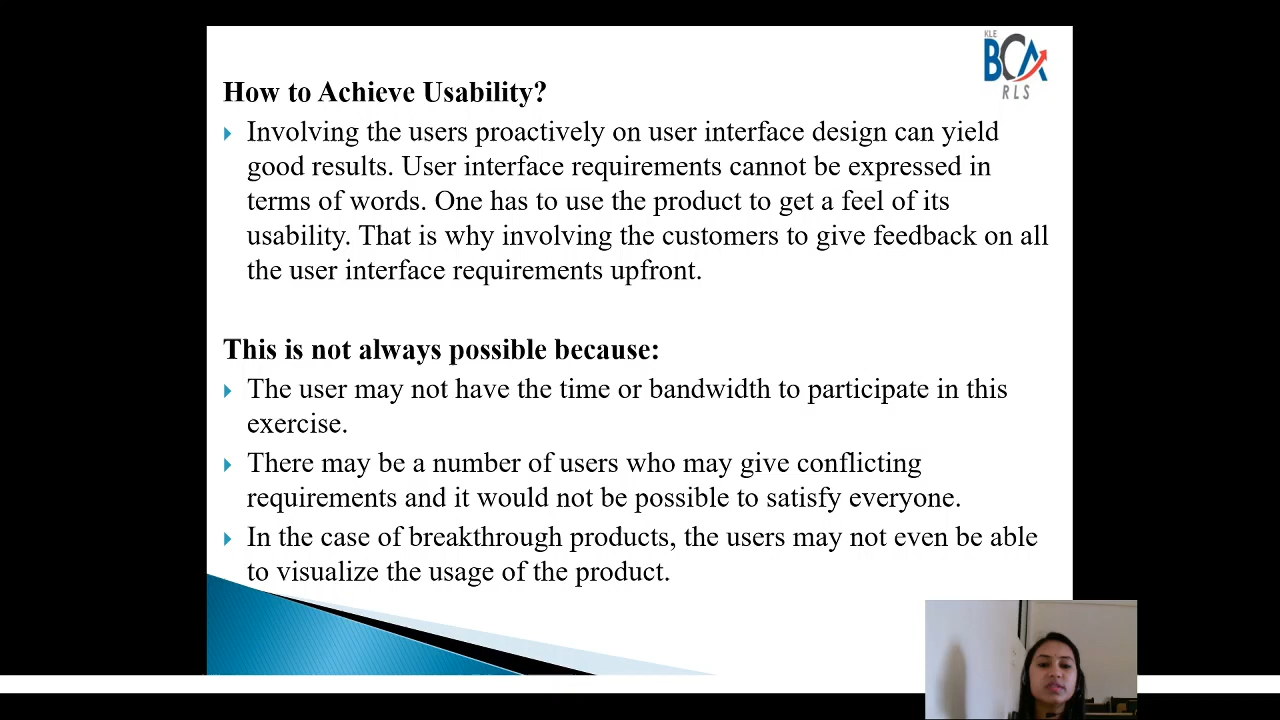 KLE
BCA
RLS
How to Achieve Usability?
Involving the users proactively on user interface design can yield
good results. User interface requirements cannot be expressed in
terms of words. One has to use the product to get a feel of its
usability. That is why involving the customers to give feedback on all
the user interface requirements upfront.
This is not always possible because:
The user may not have the time or bandwidth to participate in this
exercise.
There may be a number of users who may give conflicting
requirements and it would not be possible to satisfy everyone.
In the case of breakthrough products, the users may not even be able
to visualize the usage of the product.